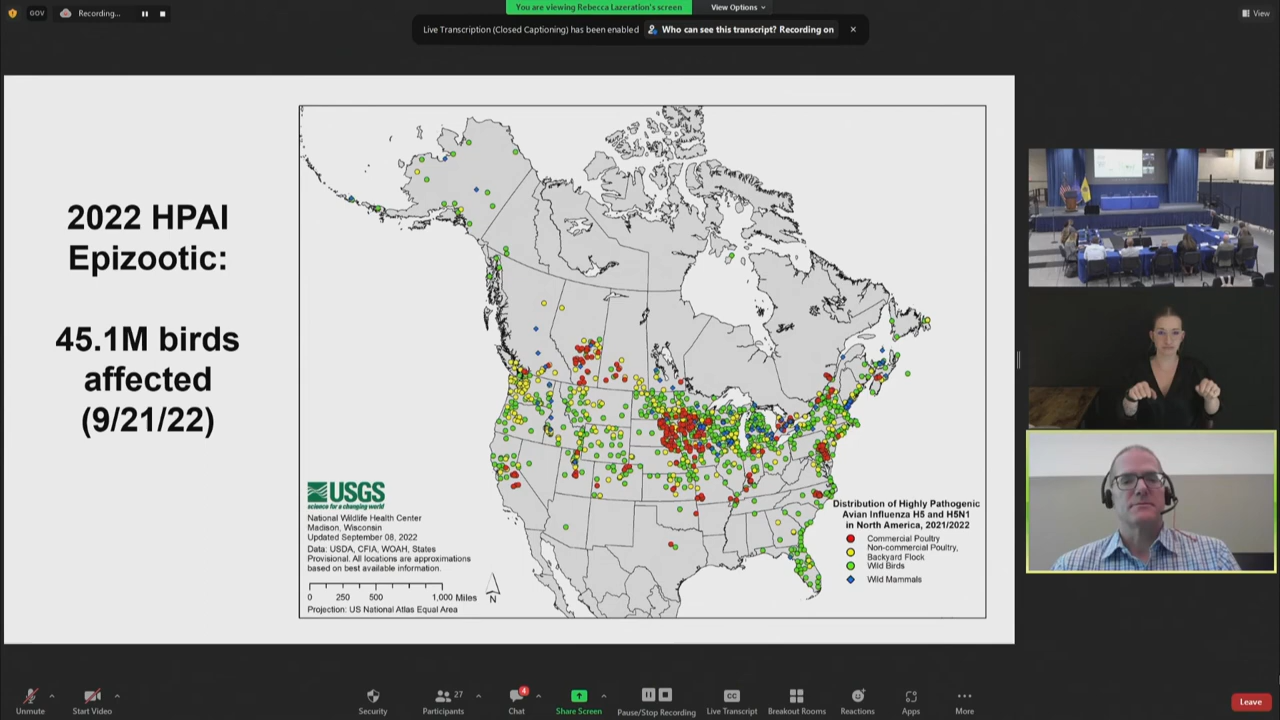 GOV
Recording...
You are viewing Rebecca Lazeration's screen
View Options
View
Live Transcription (Closed Captioning) has been enabled
Who can see this transcript? Recording on
2022 HPAI
Epizootic:
45.1M birds
affected
(9/21/22)
USGS
science for a changing world
National Wildlife Health Center
Madison, Wisconsin
Updated September 08, 2022
Data: USDA, CFIA, WOAH, States
Provisional. All locations are approximations
based on best available information.
0 250 500 1,000 Miles
N
Projection: US National Atlas Equal Area
Distribution of Highly Pathogenic
Avian Influenza H5 and H5N1
in North America, 2021/2022
Commercial Poultry
Non-commercial Poultry,
Backyard Flock
Wild Birds
Wild Mammals
Unmute
Start Video
Security
Participants
27
Chat
4
Share Screen
Pause/Stop Recording
CC
Live Transcript
Breakout Rooms
Reactions
Apps
More
Leave